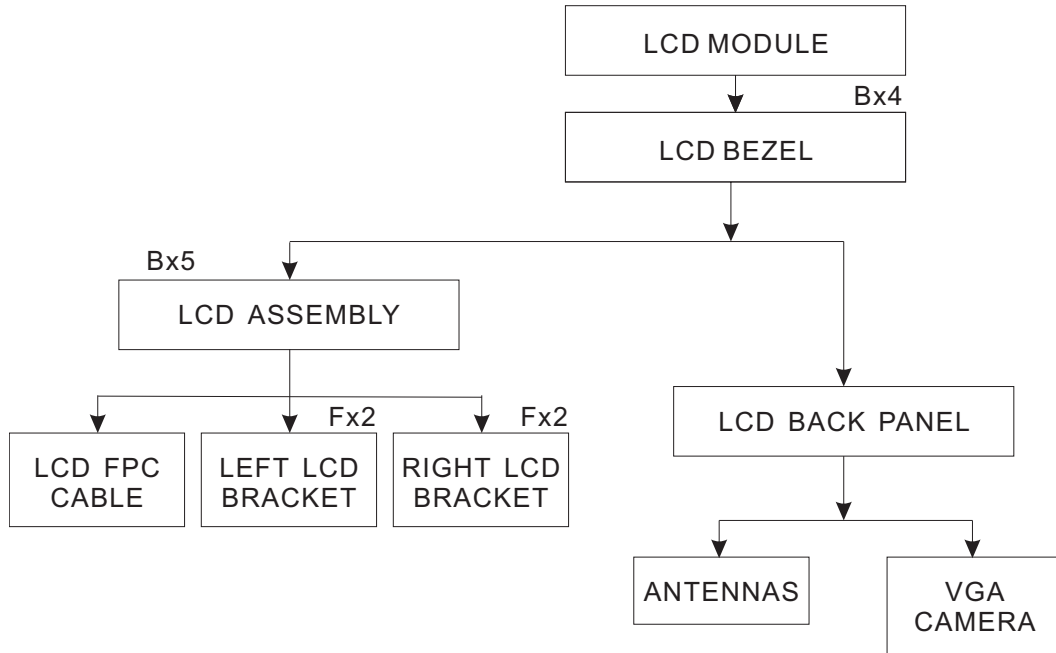 LCD MODULE
Bx4
LCD BEZEL
Bx5
LCD ASSEMBLY
LCD BACK PANEL
Fx2
Fx2
LCD FPC
CABLE
LEFT LCD
BRACKET
RIGHT LCD
BRACKET
ANTENNAS
VGA
CAMERA